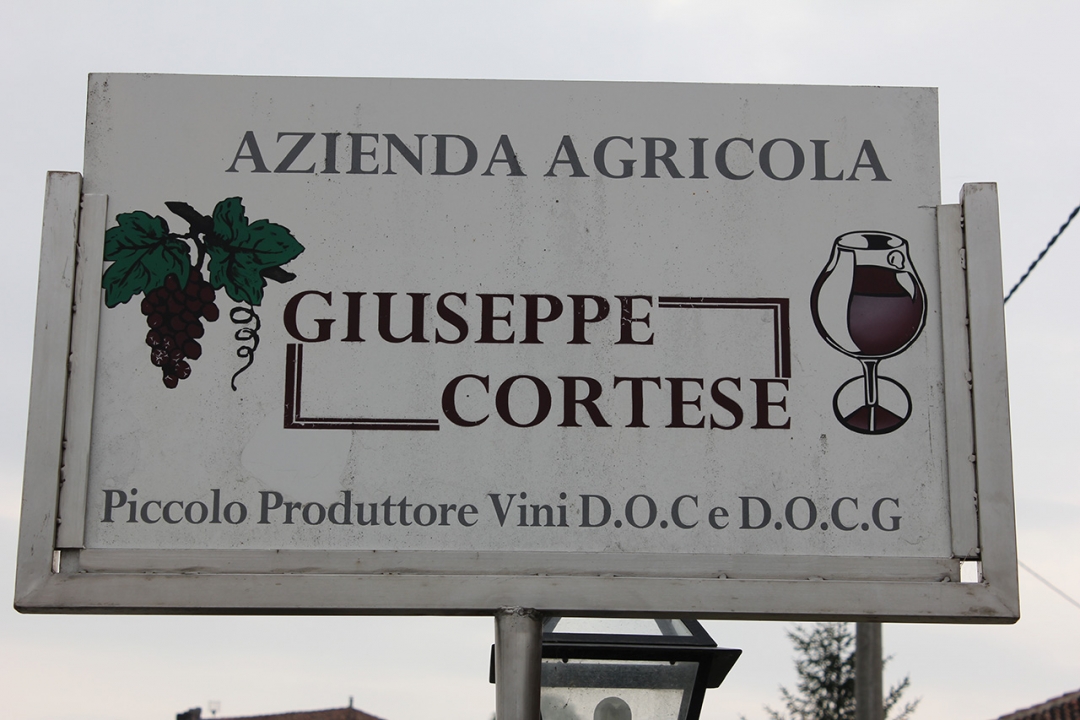 AZIENDA AGRICOLA
GIUSEPPE
CORTESE
Piccolo Produttore Vini D.O.C e D.O.C.G